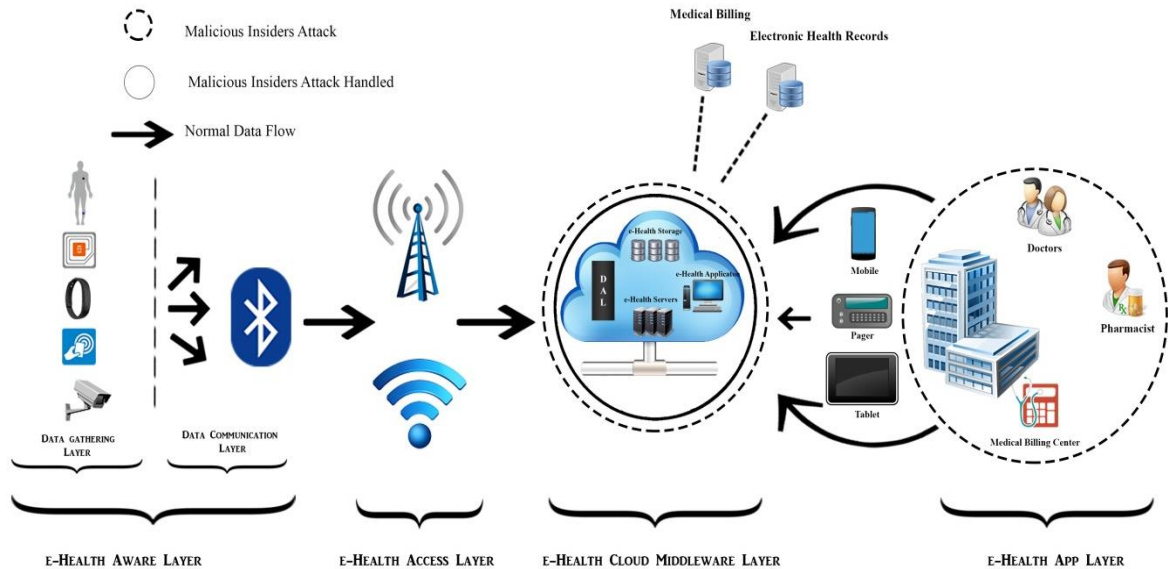 Medical Billing
Electronic Health Records
Malicious Insiders Attack
Malicious Insiders Attack Handled
Normal Data Flow
e-Health Storage
DAL
e-Health Applicaton
e-Health Servers
Mobile
Pager
Tablet
Doctors
Pharmacist
Medical Billing Center
Data gathering
Layer
Data Communication
Layer
e-Health Aware Layer
e-Health Access Layer
e-Health Cloud Middleware Layer
e-Health App Layer